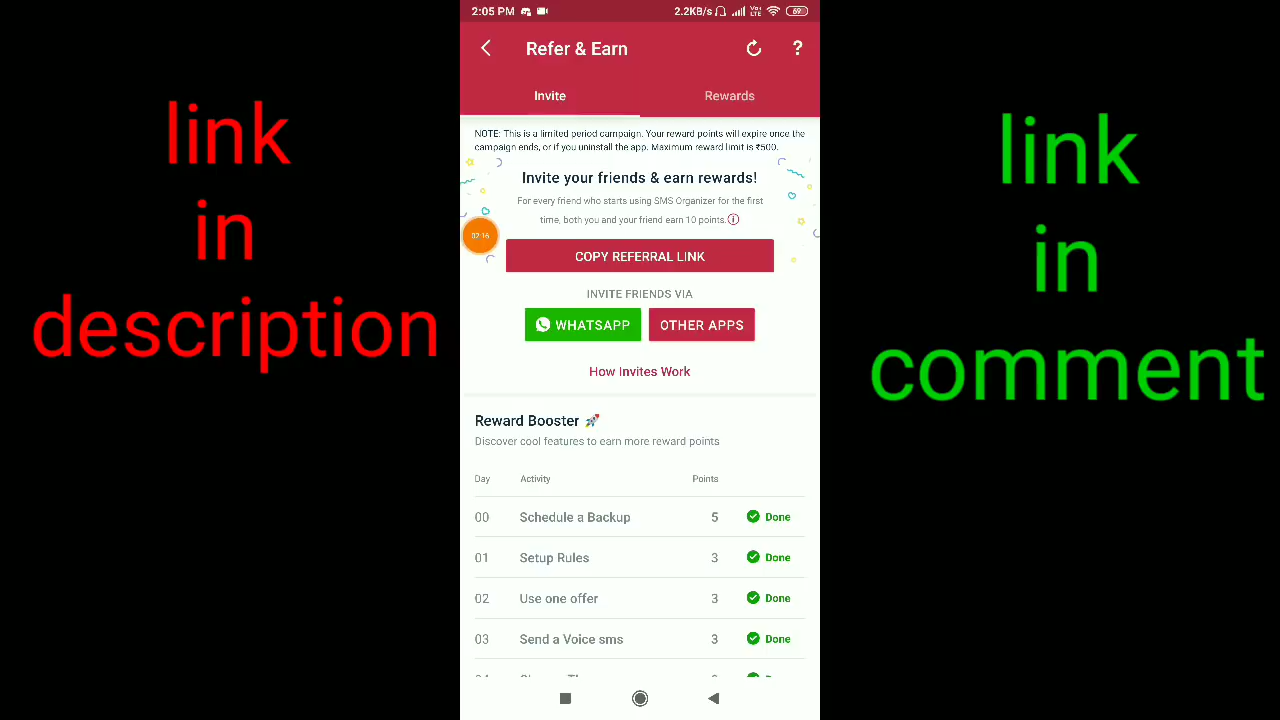 link
in
description
2:05 PM
2.2KB/s
Vo)
LTE
69
Refer & Earn
?
Invite
Rewards
NOTE: This is a limited period campaign. Your reward points will expire once the
campaign ends, or if you uninstall the app. Maximum reward limit is ₹500.
Invite your friends & earn rewards!
For every friend who starts using SMS Organizer for the first
time, both you and your friend earn 10 points.
02:16
COPY REFERRAL LINK
INVITE FRIENDS VIA
WHATSAPP
OTHER APPS
How Invites Work
Reward Booster 🚀
Discover cool features to earn more reward points
Day Activity Points
00 Schedule a Backup 5 Done
01 Setup Rules 3 Done
02 Use one offer 3 Done
03 Send a Voice sms 3 Done
link
in
comment